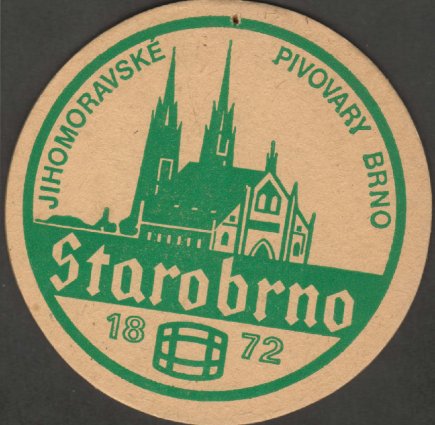 JIHOMORAVSKÉ PIVOVARY BRNO
Starobrno
18 72